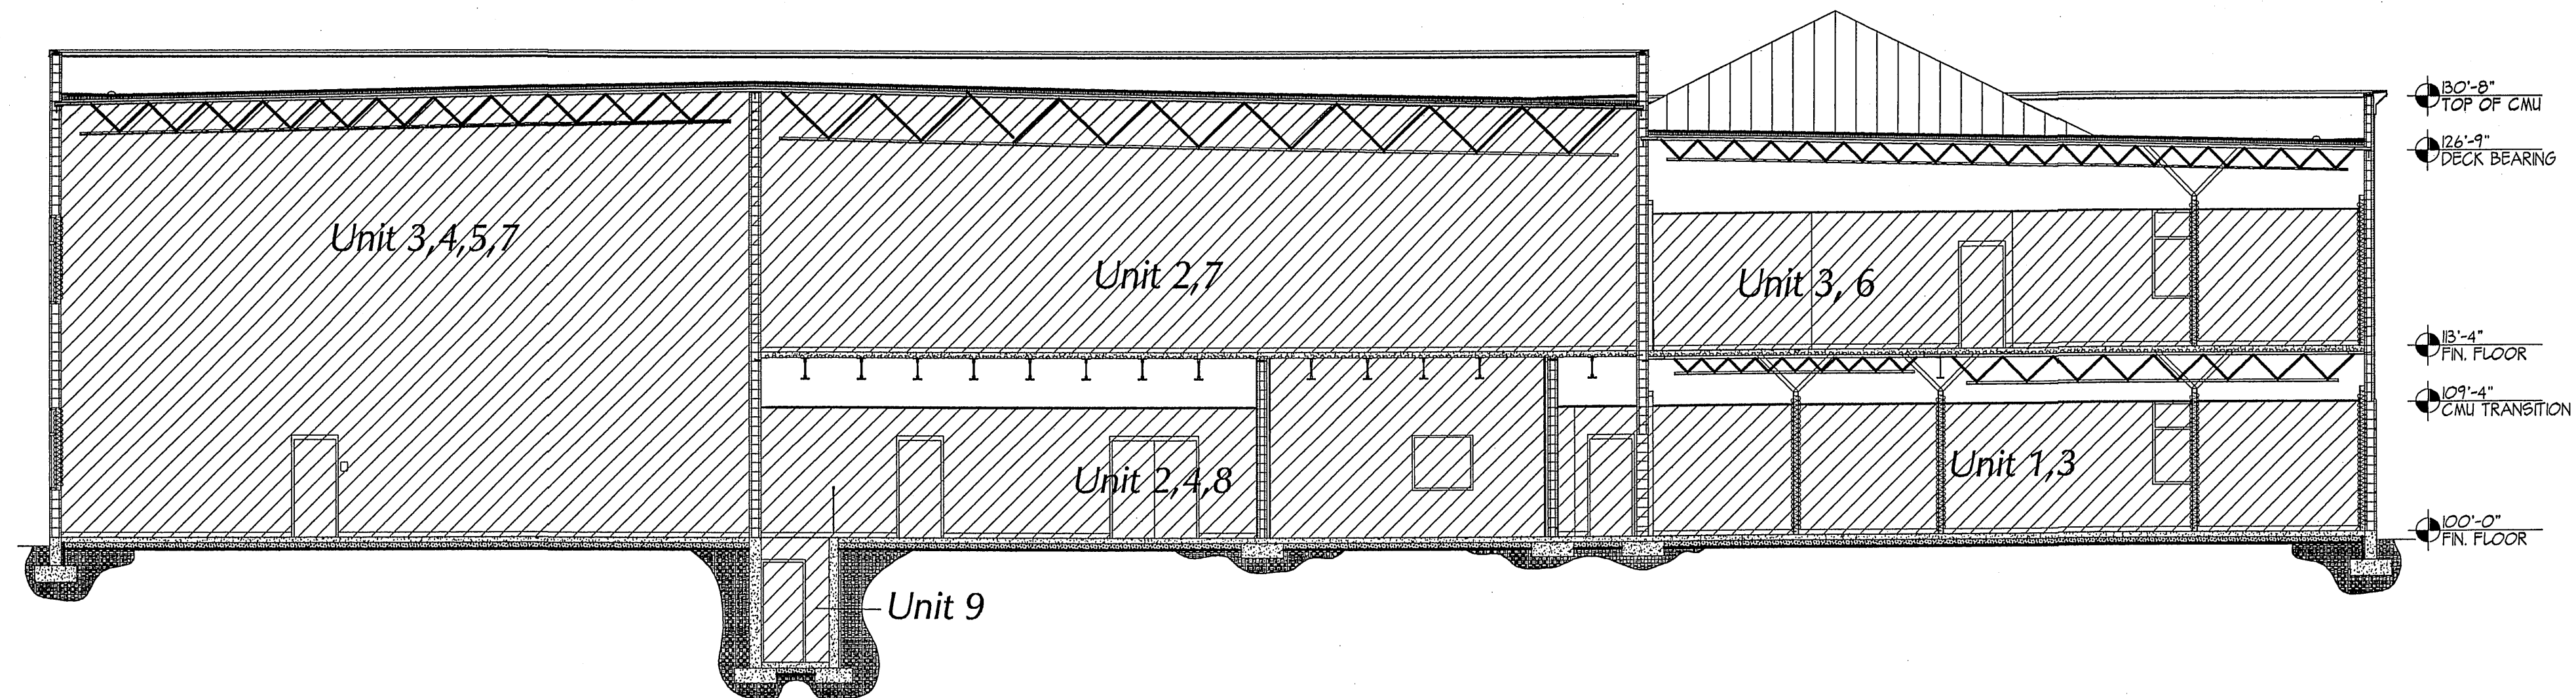 130'-8"
TOP OF CMU
126'-9"
DECK BEARING
Unit 3,4,5,7
Unit 2,7
Unit 3, 6
113'-4"
FIN. FLOOR
109'-4"
CMU TRANSITION
Unit 2,4,8
Unit 1,3
100'-0"
FIN. FLOOR
Unit 9